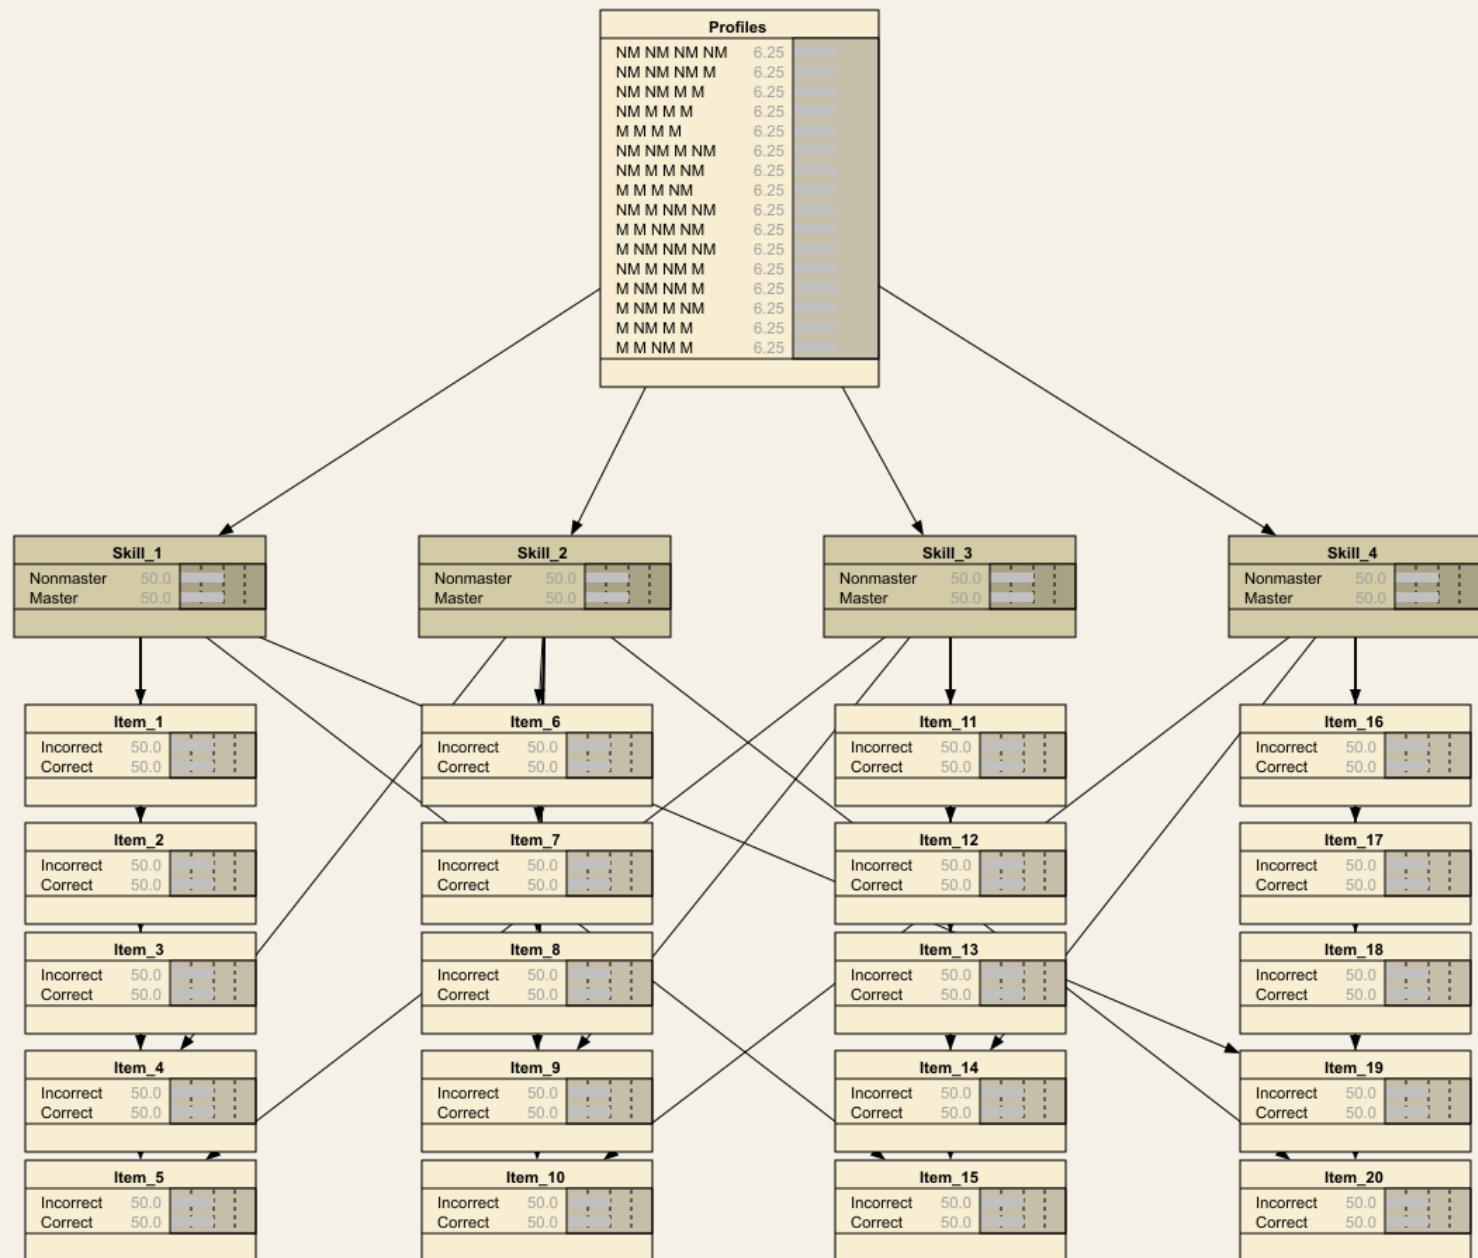 Profiles
NM NM NM NM 6.25
NM NM NM M 6.25
NM NM M M 6.25
NM M M M 6.25
M M M M 6.25
NM NM M NM 6.25
NM M M NM 6.25
M M M NM 6.25
NM M NM NM 6.25
M M NM NM 6.25
M NM NM NM 6.25
NM M NM M 6.25
M NM NM M 6.25
M NM M NM 6.25
M NM M M 6.25
M M NM M 6.25
Skill_1
Nonmaster 50.0
Master 50.0
Skill_2
Nonmaster 50.0
Master 50.0
Skill_3
Nonmaster 50.0
Master 50.0
Skill_4
Nonmaster 50.0
Master 50.0
Item_1
Incorrect 50.0
Correct 50.0
Item_6
Incorrect 50.0
Correct 50.0
Item_11
Incorrect 50.0
Correct 50.0
Item_16
Incorrect 50.0
Correct 50.0
Item_2
Incorrect 50.0
Correct 50.0
Item_7
Incorrect 50.0
Correct 50.0
Item_12
Incorrect 50.0
Correct 50.0
Item_17
Incorrect 50.0
Correct 50.0
Item_3
Incorrect 50.0
Correct 50.0
Item_8
Incorrect 50.0
Correct 50.0
Item_13
Incorrect 50.0
Correct 50.0
Item_18
Incorrect 50.0
Correct 50.0
Item_4
Incorrect 50.0
Correct 50.0
Item_9
Incorrect 50.0
Correct 50.0
Item_14
Incorrect 50.0
Correct 50.0
Item_19
Incorrect 50.0
Correct 50.0
Item_5
Incorrect 50.0
Correct 50.0
Item_10
Incorrect 50.0
Correct 50.0
Item_15
Incorrect 50.0
Correct 50.0
Item_20
Incorrect 50.0
Correct 50.0